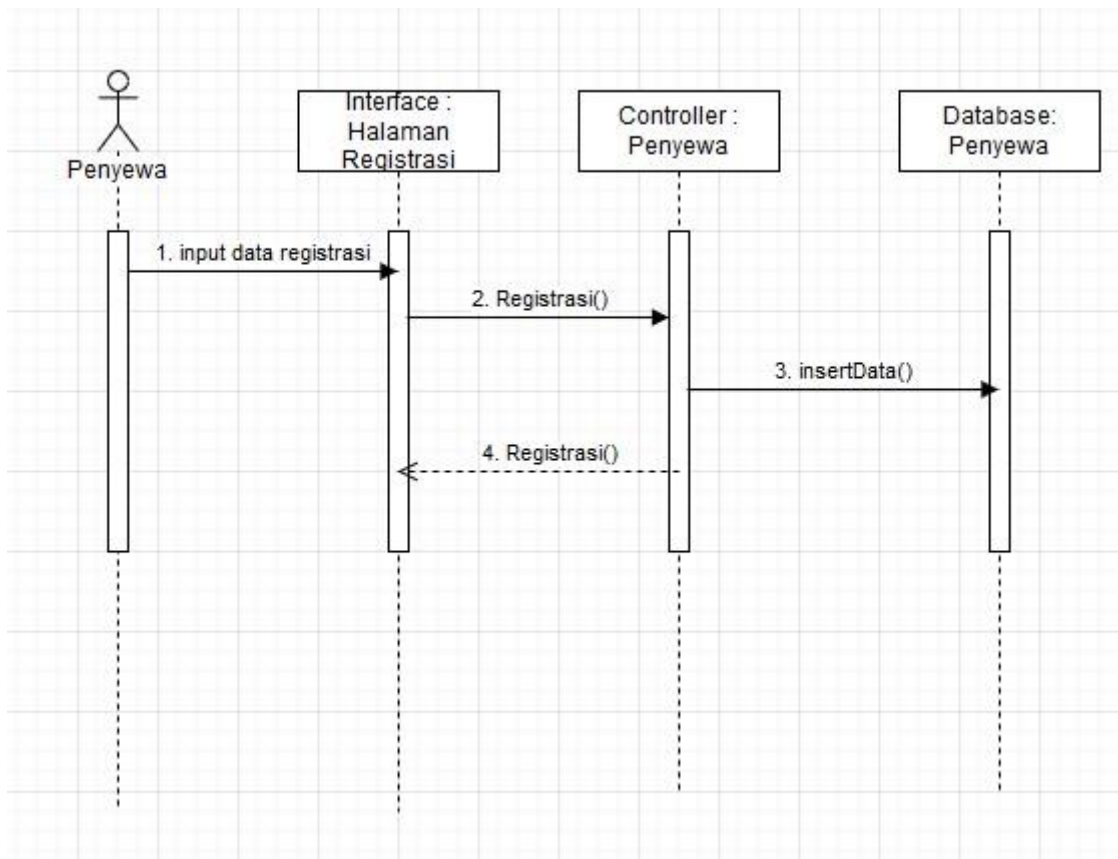 Penyewa
Interface :
Halaman
Registrasi
Controller :
Penyewa
Database:
Penyewa
1. input data registrasi
2. Registrasi()
3. insertData()
4. Registrasi()